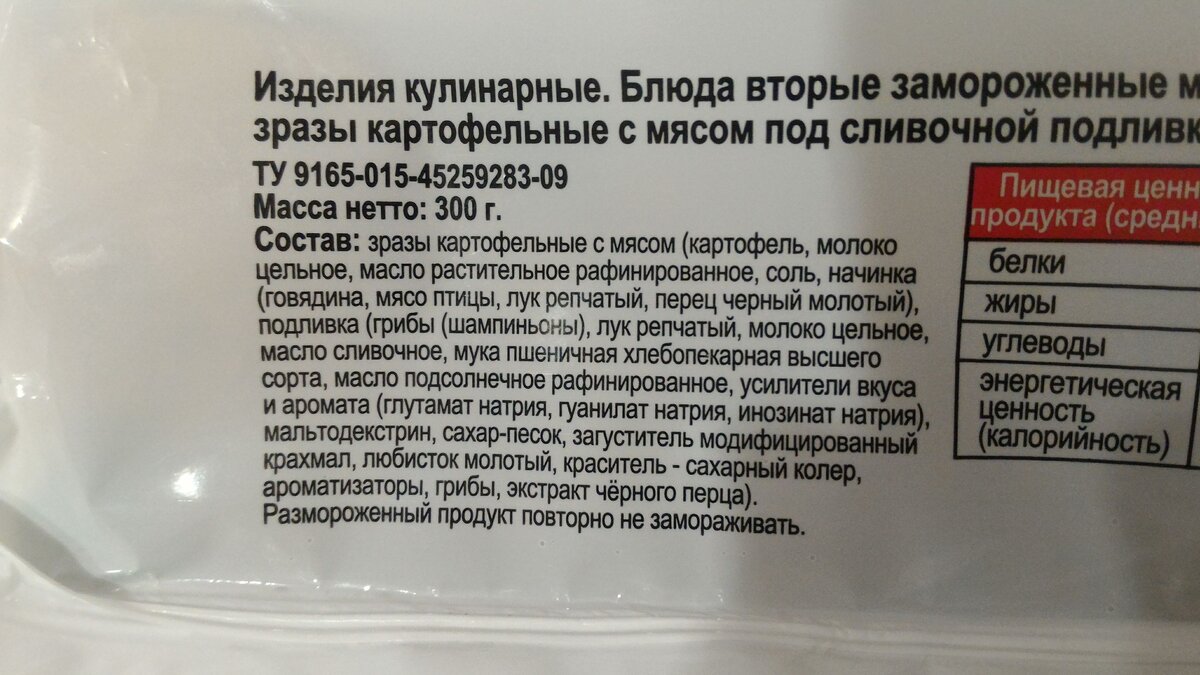 Изделия кулинарные. Блюда вторые замороженные
зразы картофельные с мясом под сливочной
ТУ 9165-015-45259283-09
Масса нетто: 300 г.
Состав: зразы картофельные с мясом (картофель, молоко
цельное, масло растительное рафинированное, соль, начинка
(говядина, мясо птицы, лук репчатый, перец черный молотый),
подливка (грибы (шампиньоны), лук репчатый, молоко цельное,
масло сливочное, мука пшеничная хлебопекарная высшего
сорта, масло подсолнечное рафинированное, усилители вкуса
и аромата (глутамат натрия, гуанилат натрия, инозинат натрия),
мальтодекстрин, сахар-песок, загуститель модифицированный
крахмал, любисток молотый, краситель - сахарный колер,
ароматизаторы, грибы, экстракт чёрного перца).
Размороженный продукт повторно не замораживать.
Пищевая
продукта
белки
жиры
углеводы
энергетическая
ценность
(калорийность)